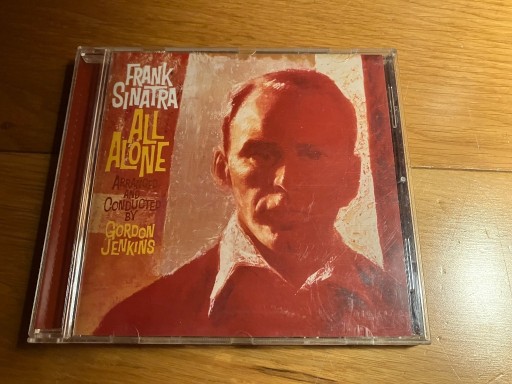 FRANK
SINATRA
ALL
ALONE
ARRANGED
AND
CONDUCTED
BY
GORDON
JENKINS